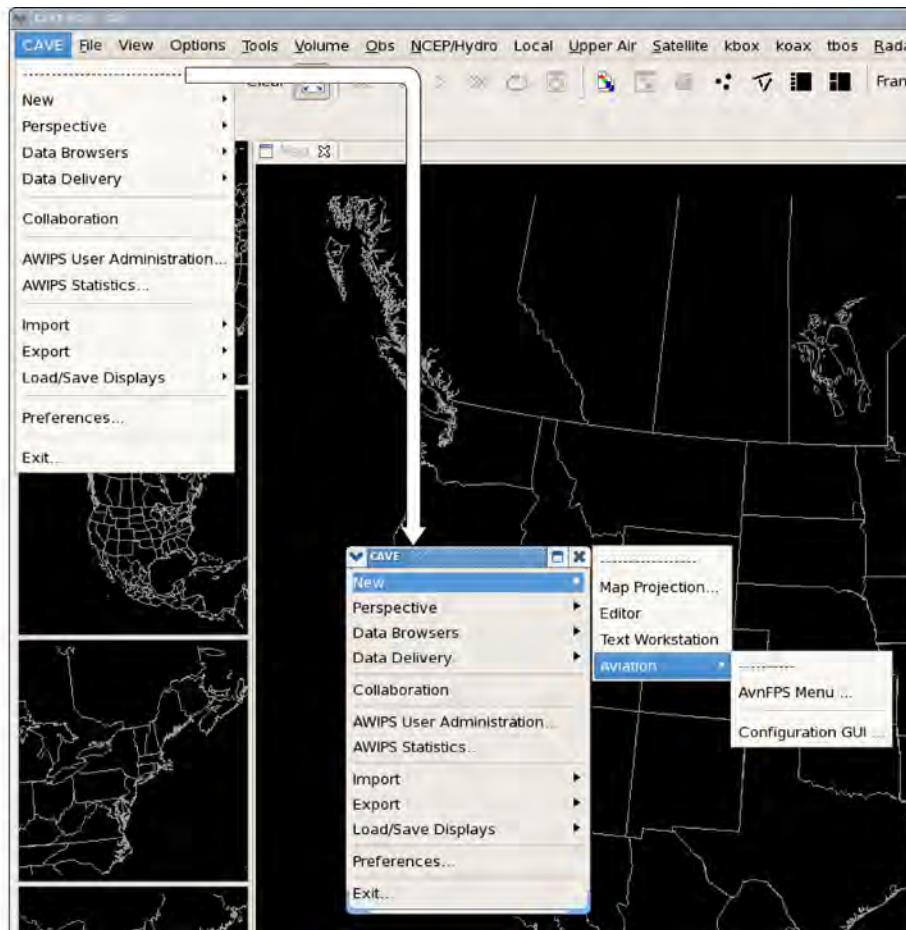 CAVE File View Options Tools Volume Obs NCEP/Hydro Local Upper Air Satellite kbox koax tbos Rada
Clear
Fran
-----------------------------
New
Perspective
Data Browsers
Data Delivery
Collaboration
AWIPS User Administration...
AWIPS Statistics...
Import
Export
Load/Save Displays
Preferences...
Exit...
Map
CAVE
New
Perspective
Data Browsers
Data Delivery
Collaboration
AWIPS User Administration...
AWIPS Statistics...
Import
Export
Load/Save Displays
Preferences...
Exit...
-------------------
Map Projection...
Editor
Text Workstation
Aviation
-----------
AvnFPS Menu ...
Configuration GUI ...